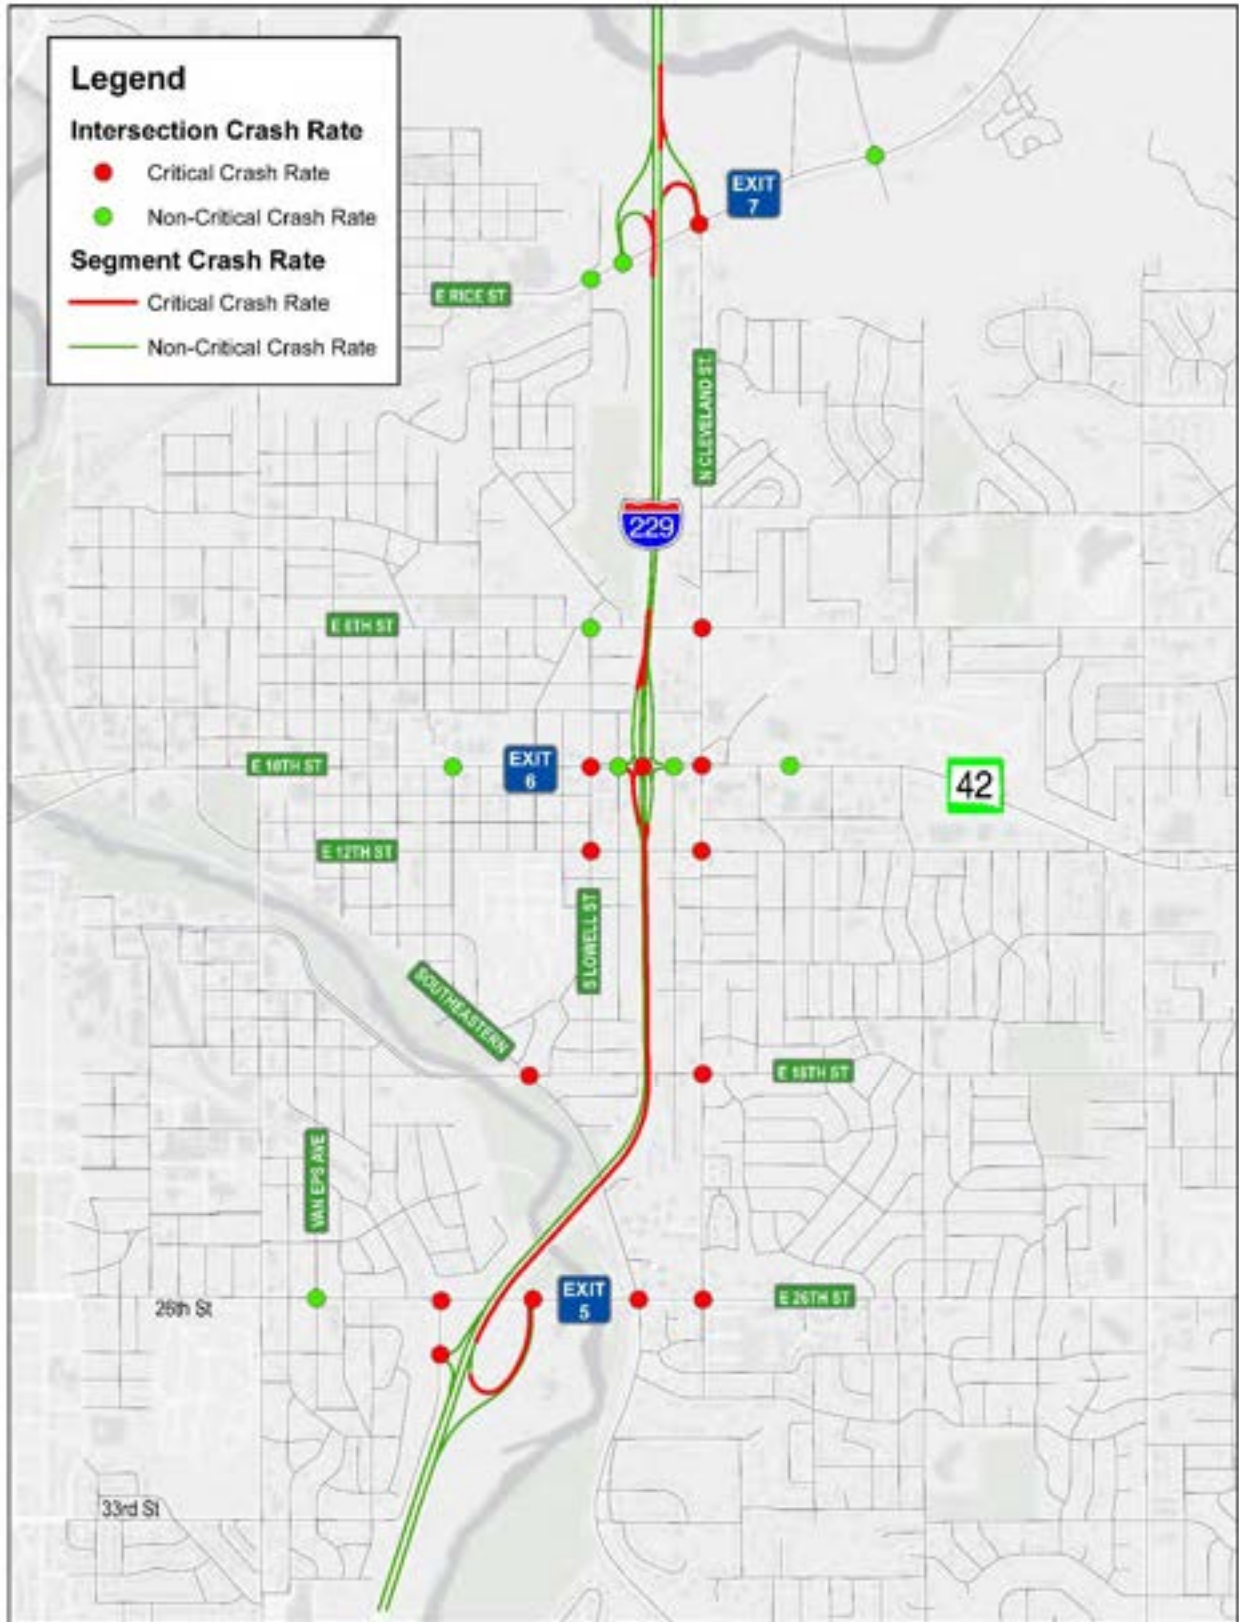 Legend
Intersection Crash Rate
Critical Crash Rate
Non-Critical Crash Rate
Segment Crash Rate
Critical Crash Rate
Non-Critical Crash Rate
EXIT
7
E RICE ST
N CLEVELAND ST.
229
E 6TH ST
E 10TH ST
EXIT
6
42
E 12TH ST
S LOWELL ST
SOUTHEASTERN
E 18TH ST
VAN EPS AVE
26th St
EXIT
5
E 26TH ST
33rd St